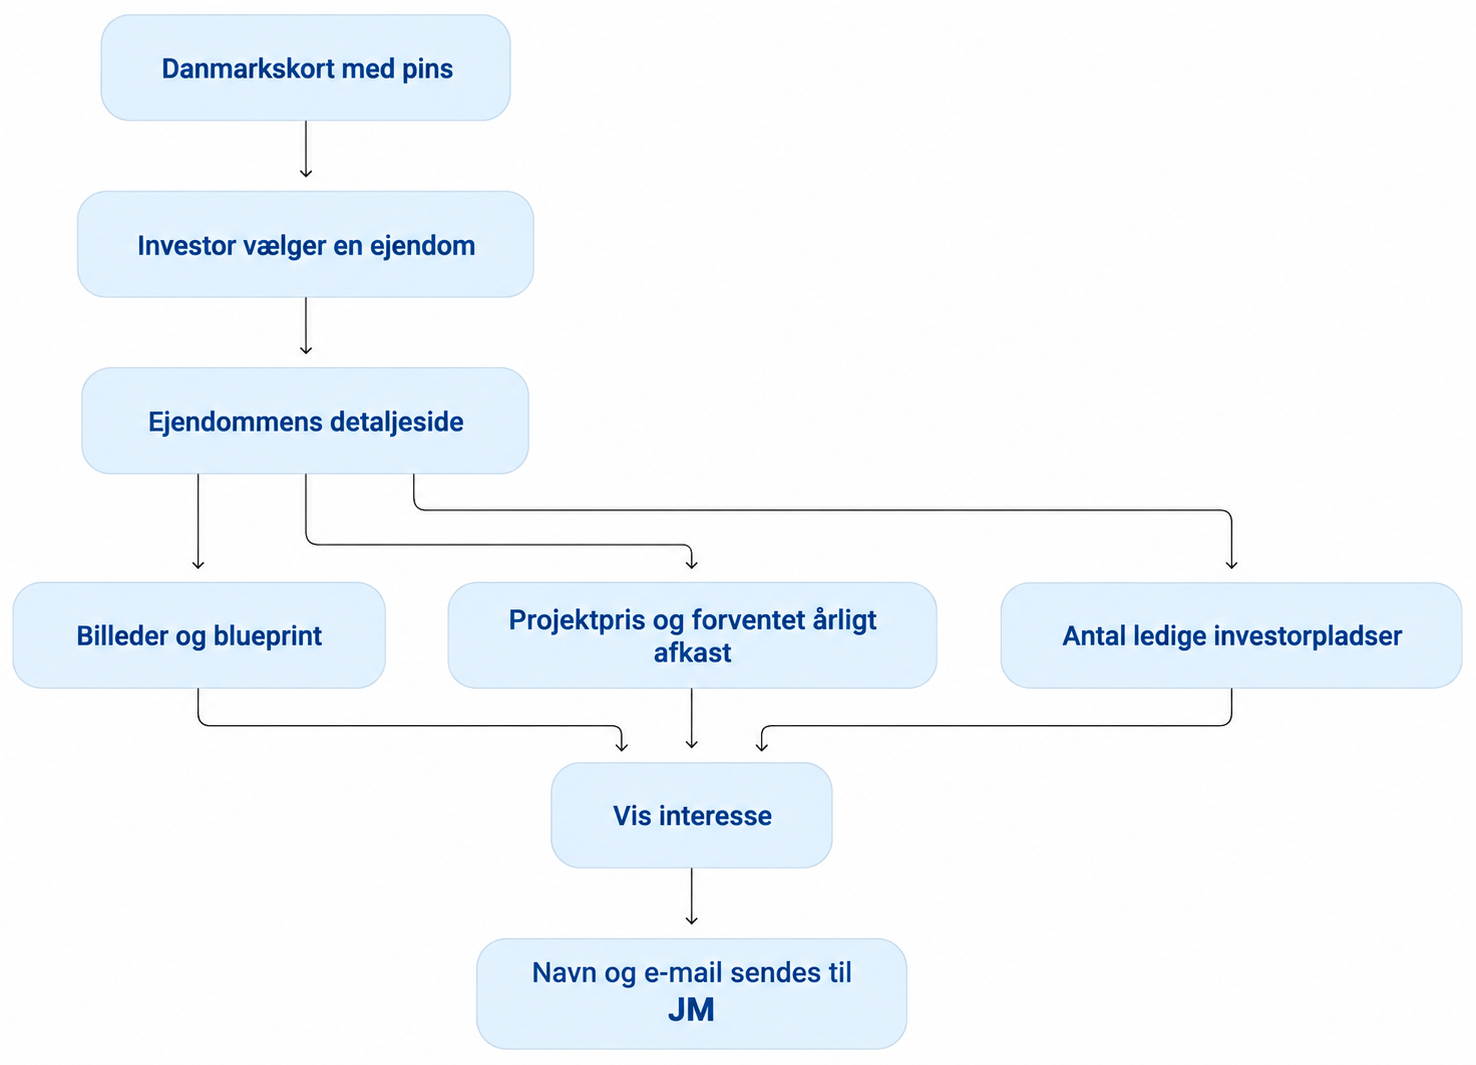 Danmarkskort med pins
Investor vælger en ejendom
Ejendommens detaljeside
Billeder og blueprint
Projektpris og forventet årligt
afkast
Antal ledige investorpladser
Vis interesse
Navn og e-mail sendes til
JM